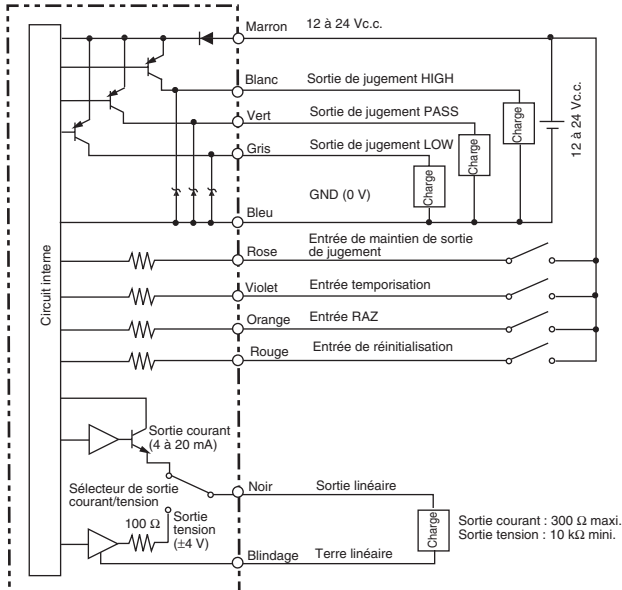 Marron 12 à 24 Vc.c.
Blanc Sortie de jugement HIGH
Vert Sortie de jugement PASS
Gris Sortie de jugement LOW
Charge
Charge
Charge
12 à 24 Vc.c.
GND (0 V)
Bleu
Circuit interne
Rose Entrée de maintien de sortie
de jugement
Violet Entrée temporisation
Orange Entrée RAZ
Rouge Entrée de réinitialisation
Sortie courant
(4 à 20 mA)
Sélecteur de sortie
courant/tension
Noir Sortie linéaire
100 Ω
Sortie
tension
(±4 V)
Charge
Sortie courant : 300 Ω maxi.
Sortie tension : 10 kΩ mini.
Blindage Terre linéaire